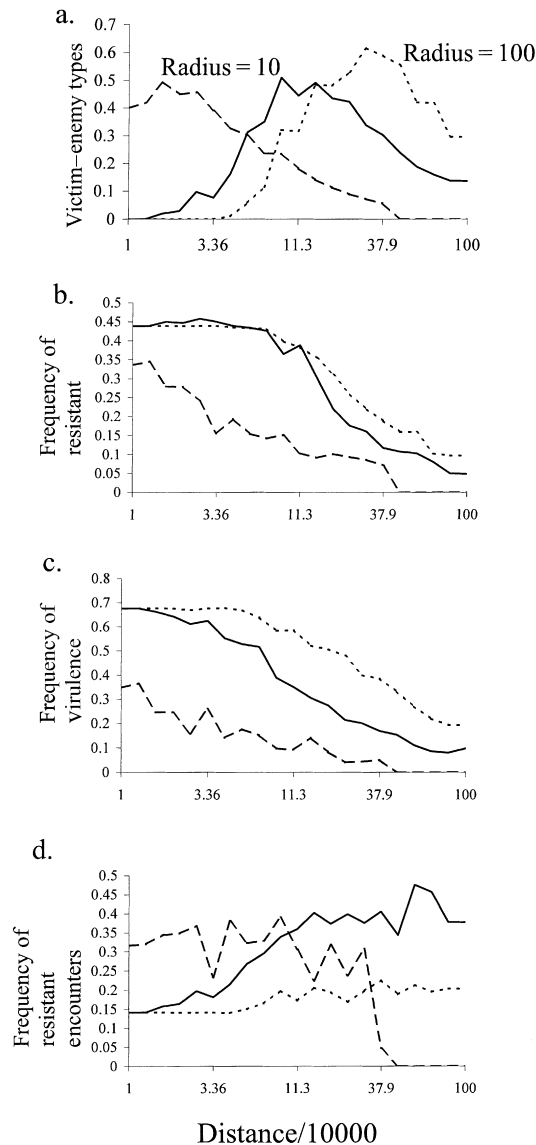 a.
Radius = 10
Radius = 100
Victim–enemy types
0.7
0.6
0.5
0.4
0.3
0.2
0.1
0
1 3.36 11.3 37.9 100
b.
Frequency of
resistant
0.5
0.45
0.4
0.35
0.3
0.25
0.2
0.15
0.1
0.05
0
1 3.36 11.3 37.9 100
c.
Frequency of
virulence
0.8
0.7
0.6
0.5
0.4
0.3
0.2
0.1
0
1 3.36 11.3 37.9 100
d.
Frequency of
resistant
encounters
0.5
0.45
0.4
0.35
0.3
0.25
0.2
0.15
0.1
0.05
0
1 3.36 11.3 37.9 100
Distance/10000